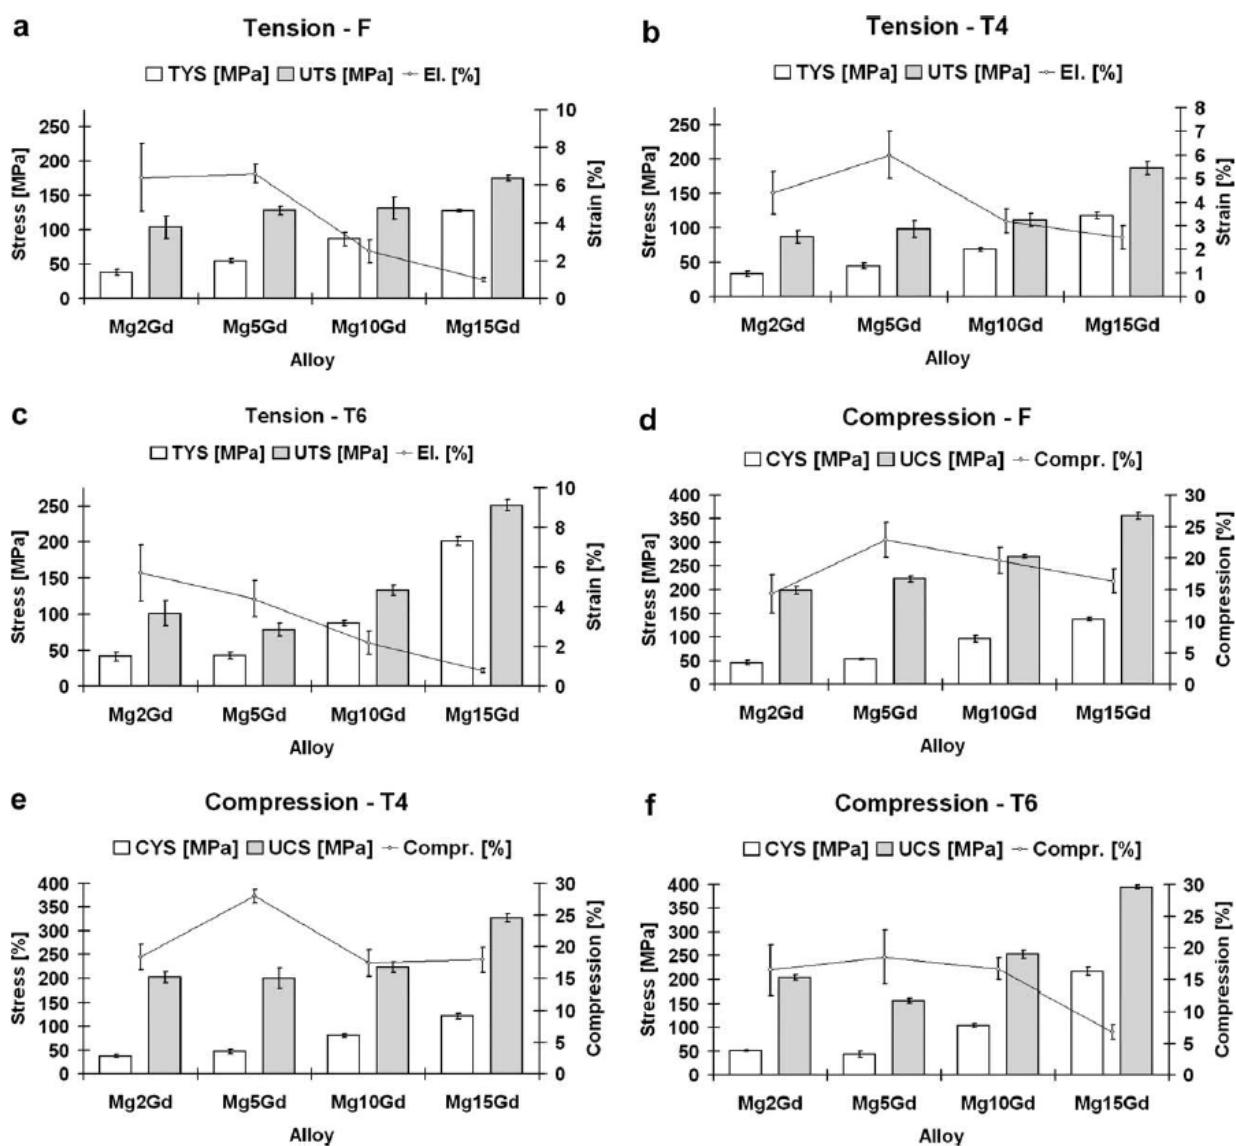 a
Tension - F
TYS [MPa] UTS [MPa] El. [%]
Stress [MPa]
250
200
150
100
50
0
10
8
6
4
2
0
Strain [%]
Mg2Gd Mg5Gd Mg10Gd Mg15Gd
Alloy
b
Tension - T4
TYS [MPa] UTS [MPa] El. [%]
Stress [MPa]
250
200
150
100
50
0
8
7
6
5
4
3
2
1
0
Strain [%]
Mg2Gd Mg5Gd Mg10Gd Mg15Gd
Alloy
c
Tension - T6
TYS [MPa] UTS [MPa] El. [%]
Stress [MPa]
250
200
150
100
50
0
10
8
6
4
2
0
Strain [%]
Mg2Gd Mg5Gd Mg10Gd Mg15Gd
Alloy
d
Compression - F
CYS [MPa] UCS [MPa] Compr. [%]
Stress [MPa]
400
350
300
250
200
150
100
50
0
30
25
20
15
10
5
0
Compression [%]
Mg2Gd Mg5Gd Mg10Gd Mg15Gd
Alloy
e
Compression - T4
CYS [MPa] UCS [MPa] Compr. [%]
Stress [%]
400
350
300
250
200
150
100
50
0
30
25
20
15
10
5
0
Compression [%]
Mg2Gd Mg5Gd Mg10Gd Mg15Gd
Alloy
f
Compression - T6
CYS [MPa] UCS [MPa] Compr. [%]
Stress [MPa]
400
350
300
250
200
150
100
50
0
30
25
20
15
10
5
0
Compression [%]
Mg2Gd Mg5Gd Mg10Gd Mg15Gd
Alloy